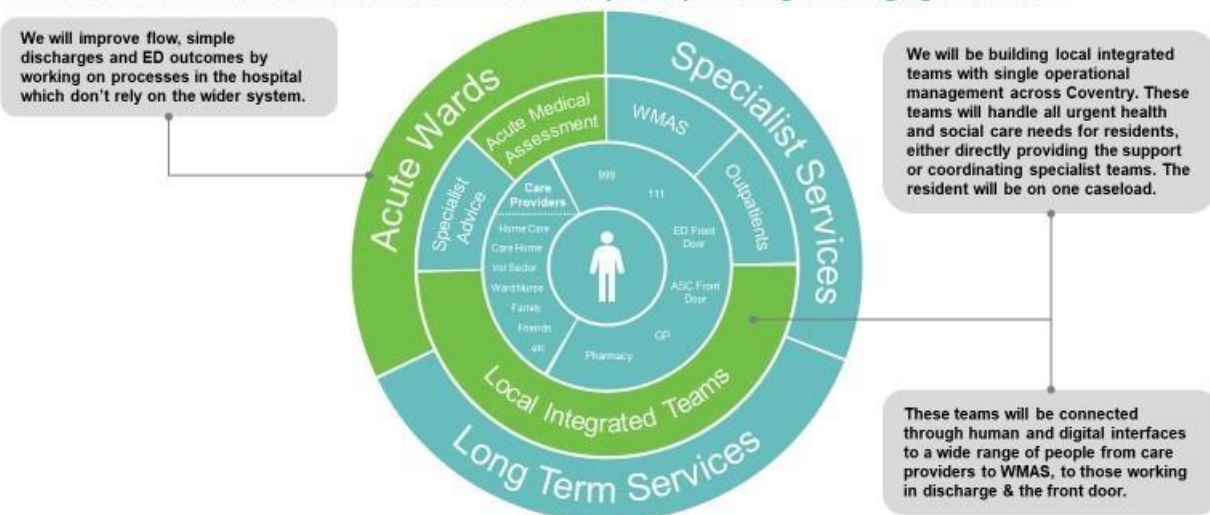 We will improve flow, simple
discharges and ED outcomes by
working on processes in the hospital
which don't rely on the wider system.
We will be building local integrated
teams with single operational
management across Coventry. These
teams will handle all urgent health
and social care needs for residents,
either directly providing the support
or coordinating specialist teams. The
resident will be on one caseload.
Acute Wards
Specialist Services
Long Term Services
Acute Medical
Assessment
WMAS
Outpatients
Specialist
Advice
Local Integrated Teams
Care
Providers
Home Care
Care Home
Vol Sector
Ward Nurse
Family
Friends
etc
999
111
ED Front
Door
ASC Front
Door
GP
Pharmacy
These teams will be connected
through human and digital interfaces
to a wide range of people from care
providers to WMAS, to those working
in discharge & the front door.